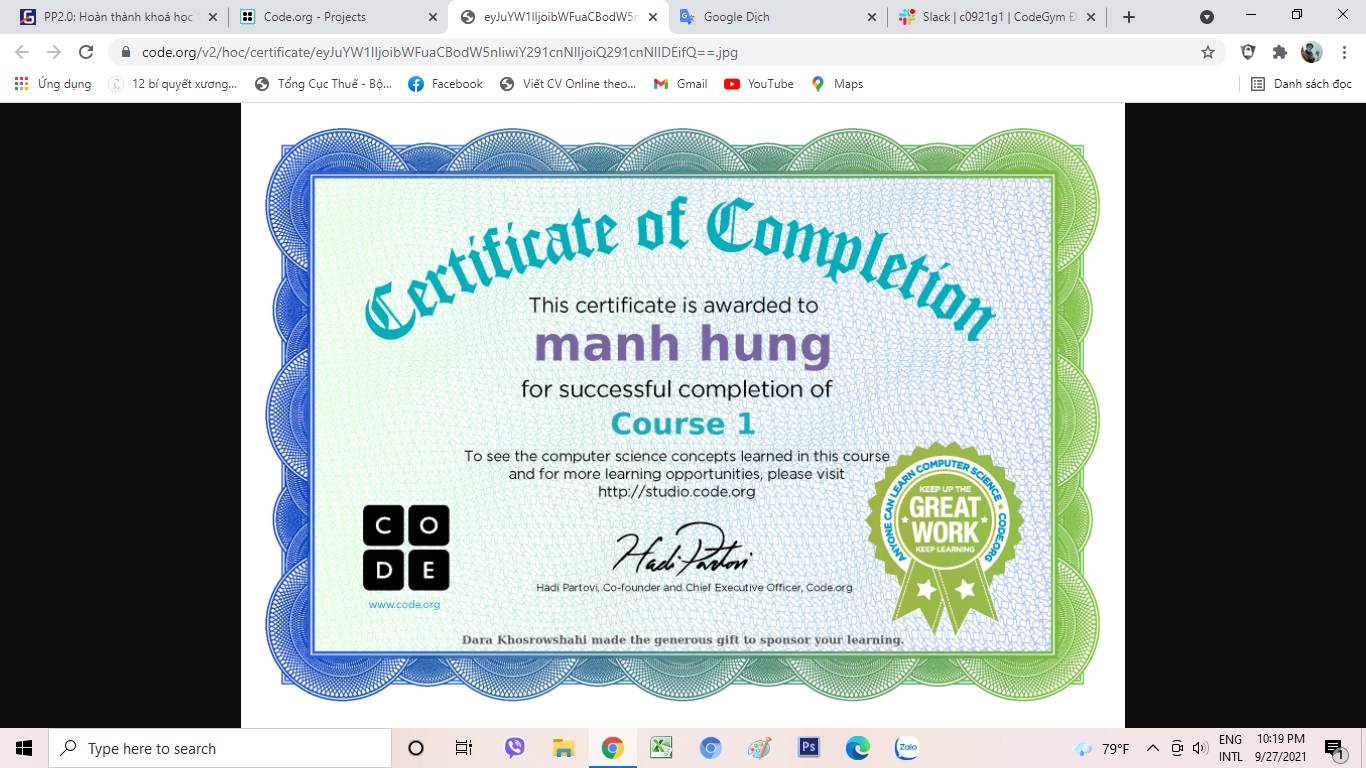 PP2.0: Hoàn thành khoá học
Code.org - Projects
eyJuYW1lIjoibWFuaCBodW5n
Google Dịch
Slack | c0921g1 | CodeGym Đ
code.org/v2/hoc/certificate/eyJuYW1lIjoibWFuaCBodW5nIiwiY291cnNlIjoiQ291cnNlIDEifQ==.jpg
Ứng dụng
12 bí quyết xương...
Tổng Cục Thuế - Bộ...
Facebook
Viết CV Online theo...
Gmail
YouTube
Maps
Danh sách đọc
Certificate of Completion
This certificate is awarded to
manh hung
for successful completion of
Course 1
To see the computer science concepts learned in this course
and for more learning opportunities, please visit
http://studio.code.org
CO
DE
www.code.org
Hadi Partovi
Hadi Partovi, Co-founder and Chief Executive Officer, Code.org
ANYONE CAN LEARN COMPUTER SCIENCE ★ CODE.ORG
KEEP UP THE
GREAT
WORK
KEEP LEARNING
Dara Khosrowshahi made the generous gift to sponsor your learning.
Type here to search
Ps
Zalo
79°F
ENG
INTL
10:19 PM
9/27/2021
1